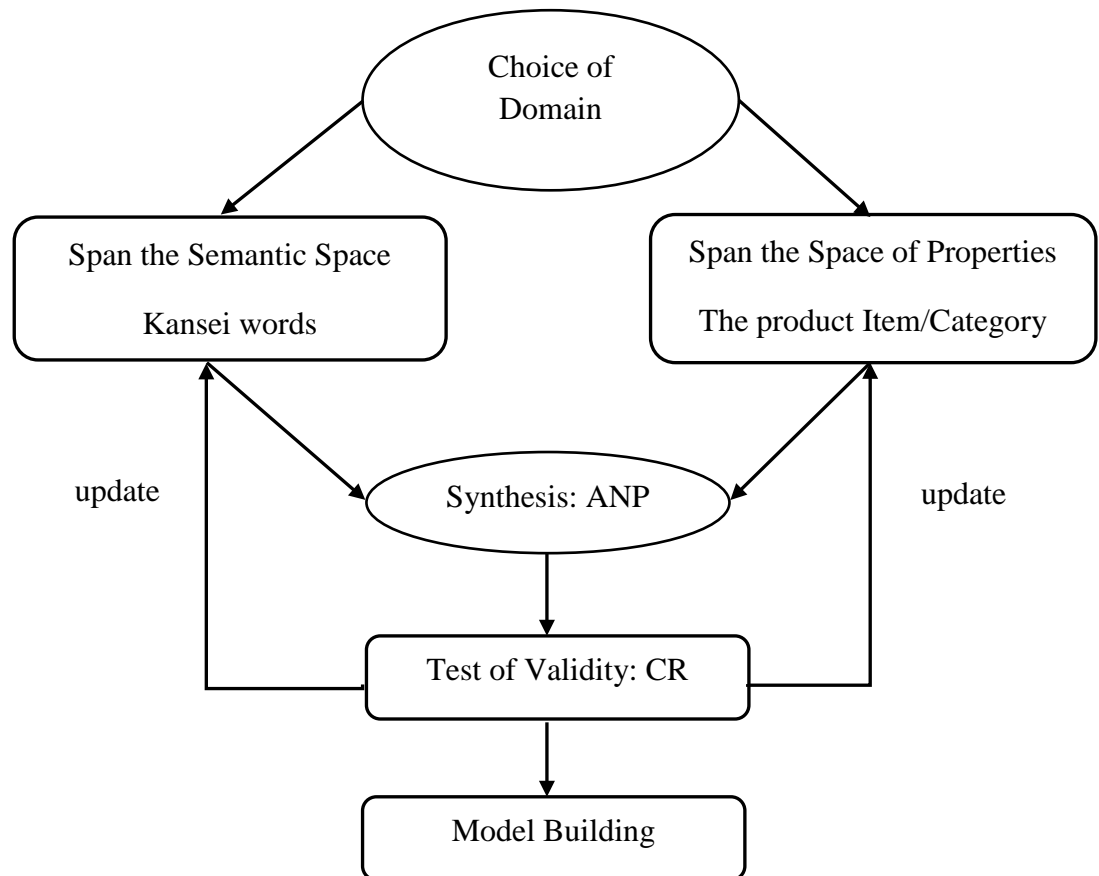 Choice of
Domain
Span the Semantic Space
Kansei words
Span the Space of Properties
The product Item/Category
update
Synthesis: ANP
update
Test of Validity: CR
Model Building